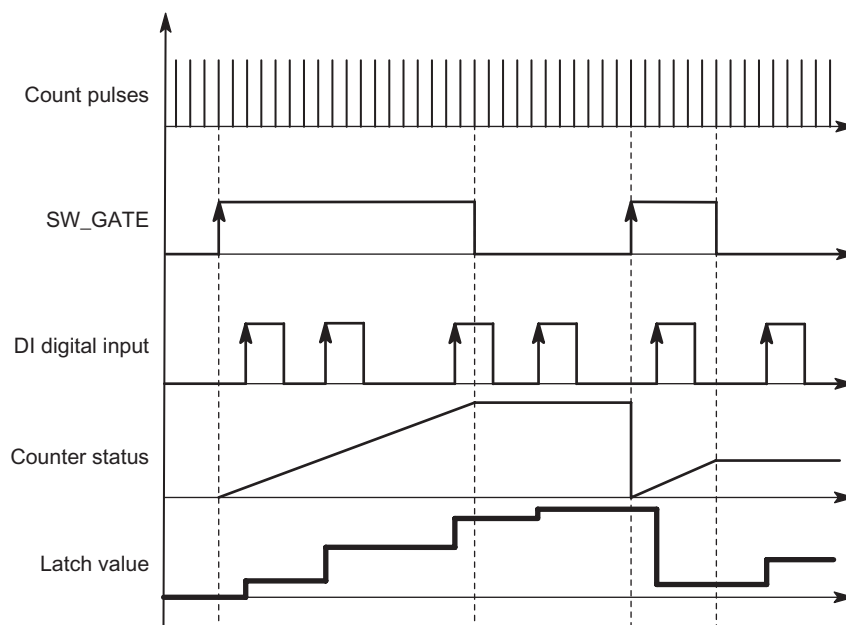 Count pulses
SW_GATE
DI digital input
Counter status
Latch value